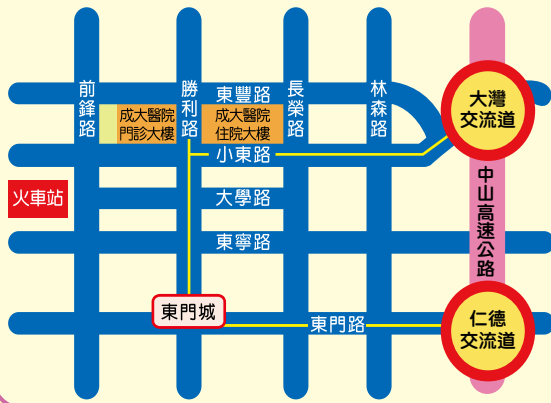 前鋒路
勝利路
長榮路
林森路
東豐路
成大醫院
門診大樓
成大醫院
住院大樓
大灣
交流道
小東路
火車站
大學路
中山高速公路
東寧路
東門城
東門路
仁德
交流道